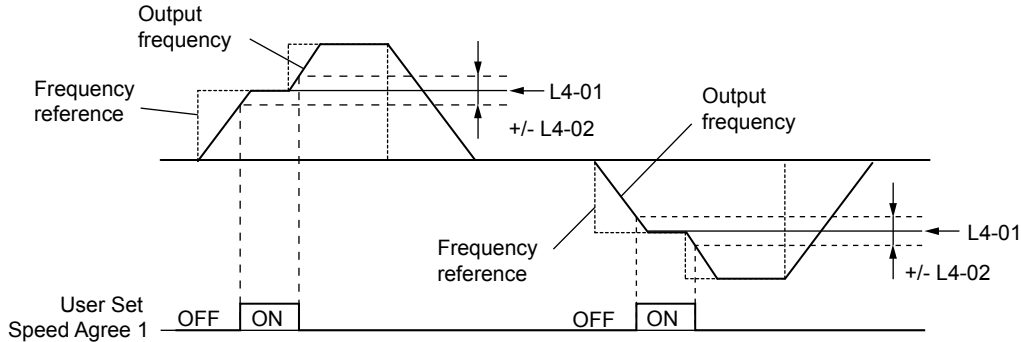 Output
frequency
Frequency
reference
L4-01
+/- L4-02
Output
frequency
Frequency
reference
L4-01
+/- L4-02
User Set
Speed Agree 1
OFF
ON
OFF
ON